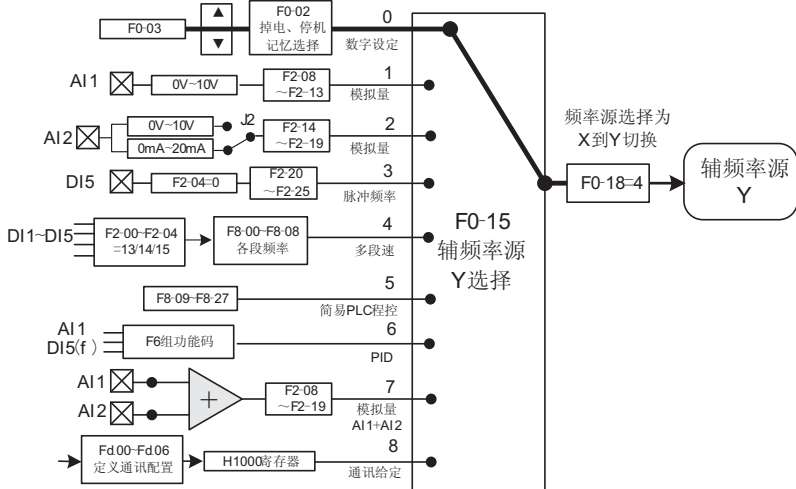 F0-03
▲
▼
F0-02
掉电、停机
记忆选择
0
数字设定
AI1
0V~10V
F2-08
~F2-13
1
模拟量
AI2
0V~10V
0mA~20mA
J2
F2-14
~F2-19
2
模拟量
DI5
F2-04=0
F2-20
~F2-25
3
脉冲频率
DI1~DI5
F2-00~F2-04
=13/14/15
F8-00~F8-08
各段频率
4
多段速
F8-09~F8-27
5
简易PLC程控
AI1
DI5(f)
F6组功能码
6
PID
AI1
AI2
+
F2-08
~F2-19
7
模拟量
AI1+AI2
Fd.00~Fd.06
定义通讯配置
H1000寄存器
8
通讯给定
F0-15
辅频率源
Y选择
频率源选择为
X到Y切换
F0-18=4
辅频率源
Y